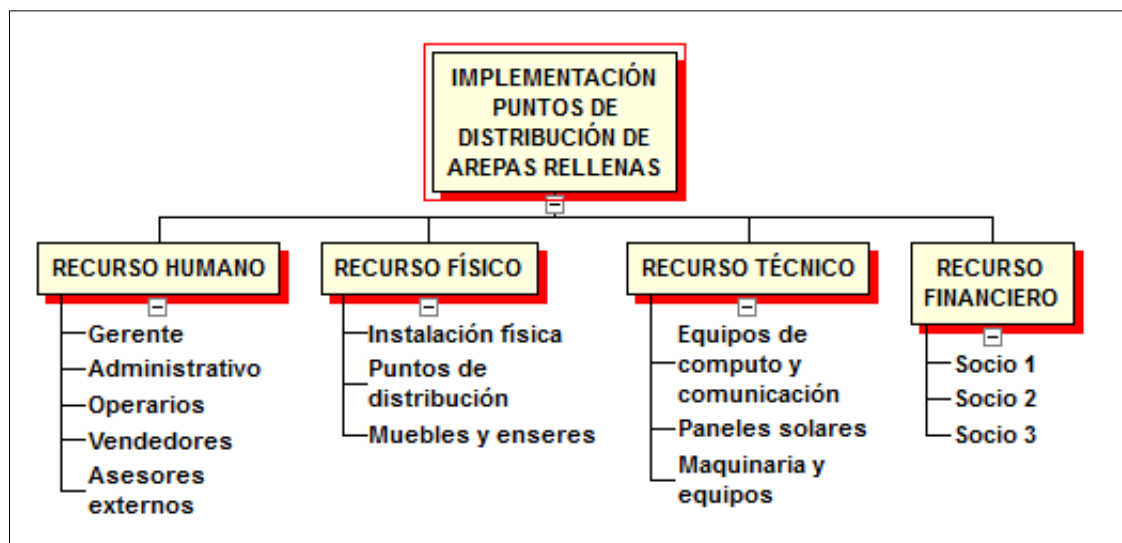 IMPLEMENTACIÓN
PUNTOS DE
DISTRIBUCIÓN DE
AREPAS RELLENAS
RECURSO HUMANO
Gerente
Administrativo
Operarios
Vendedores
Asesores
externos
RECURSO FÍSICO
Instalación física
Puntos de
distribución
Muebles y enseres
RECURSO TÉCNICO
Equipos de
computo y
comunicación
Paneles solares
Maquinaria y
equipos
RECURSO
FINANCIERO
Socio 1
Socio 2
Socio 3